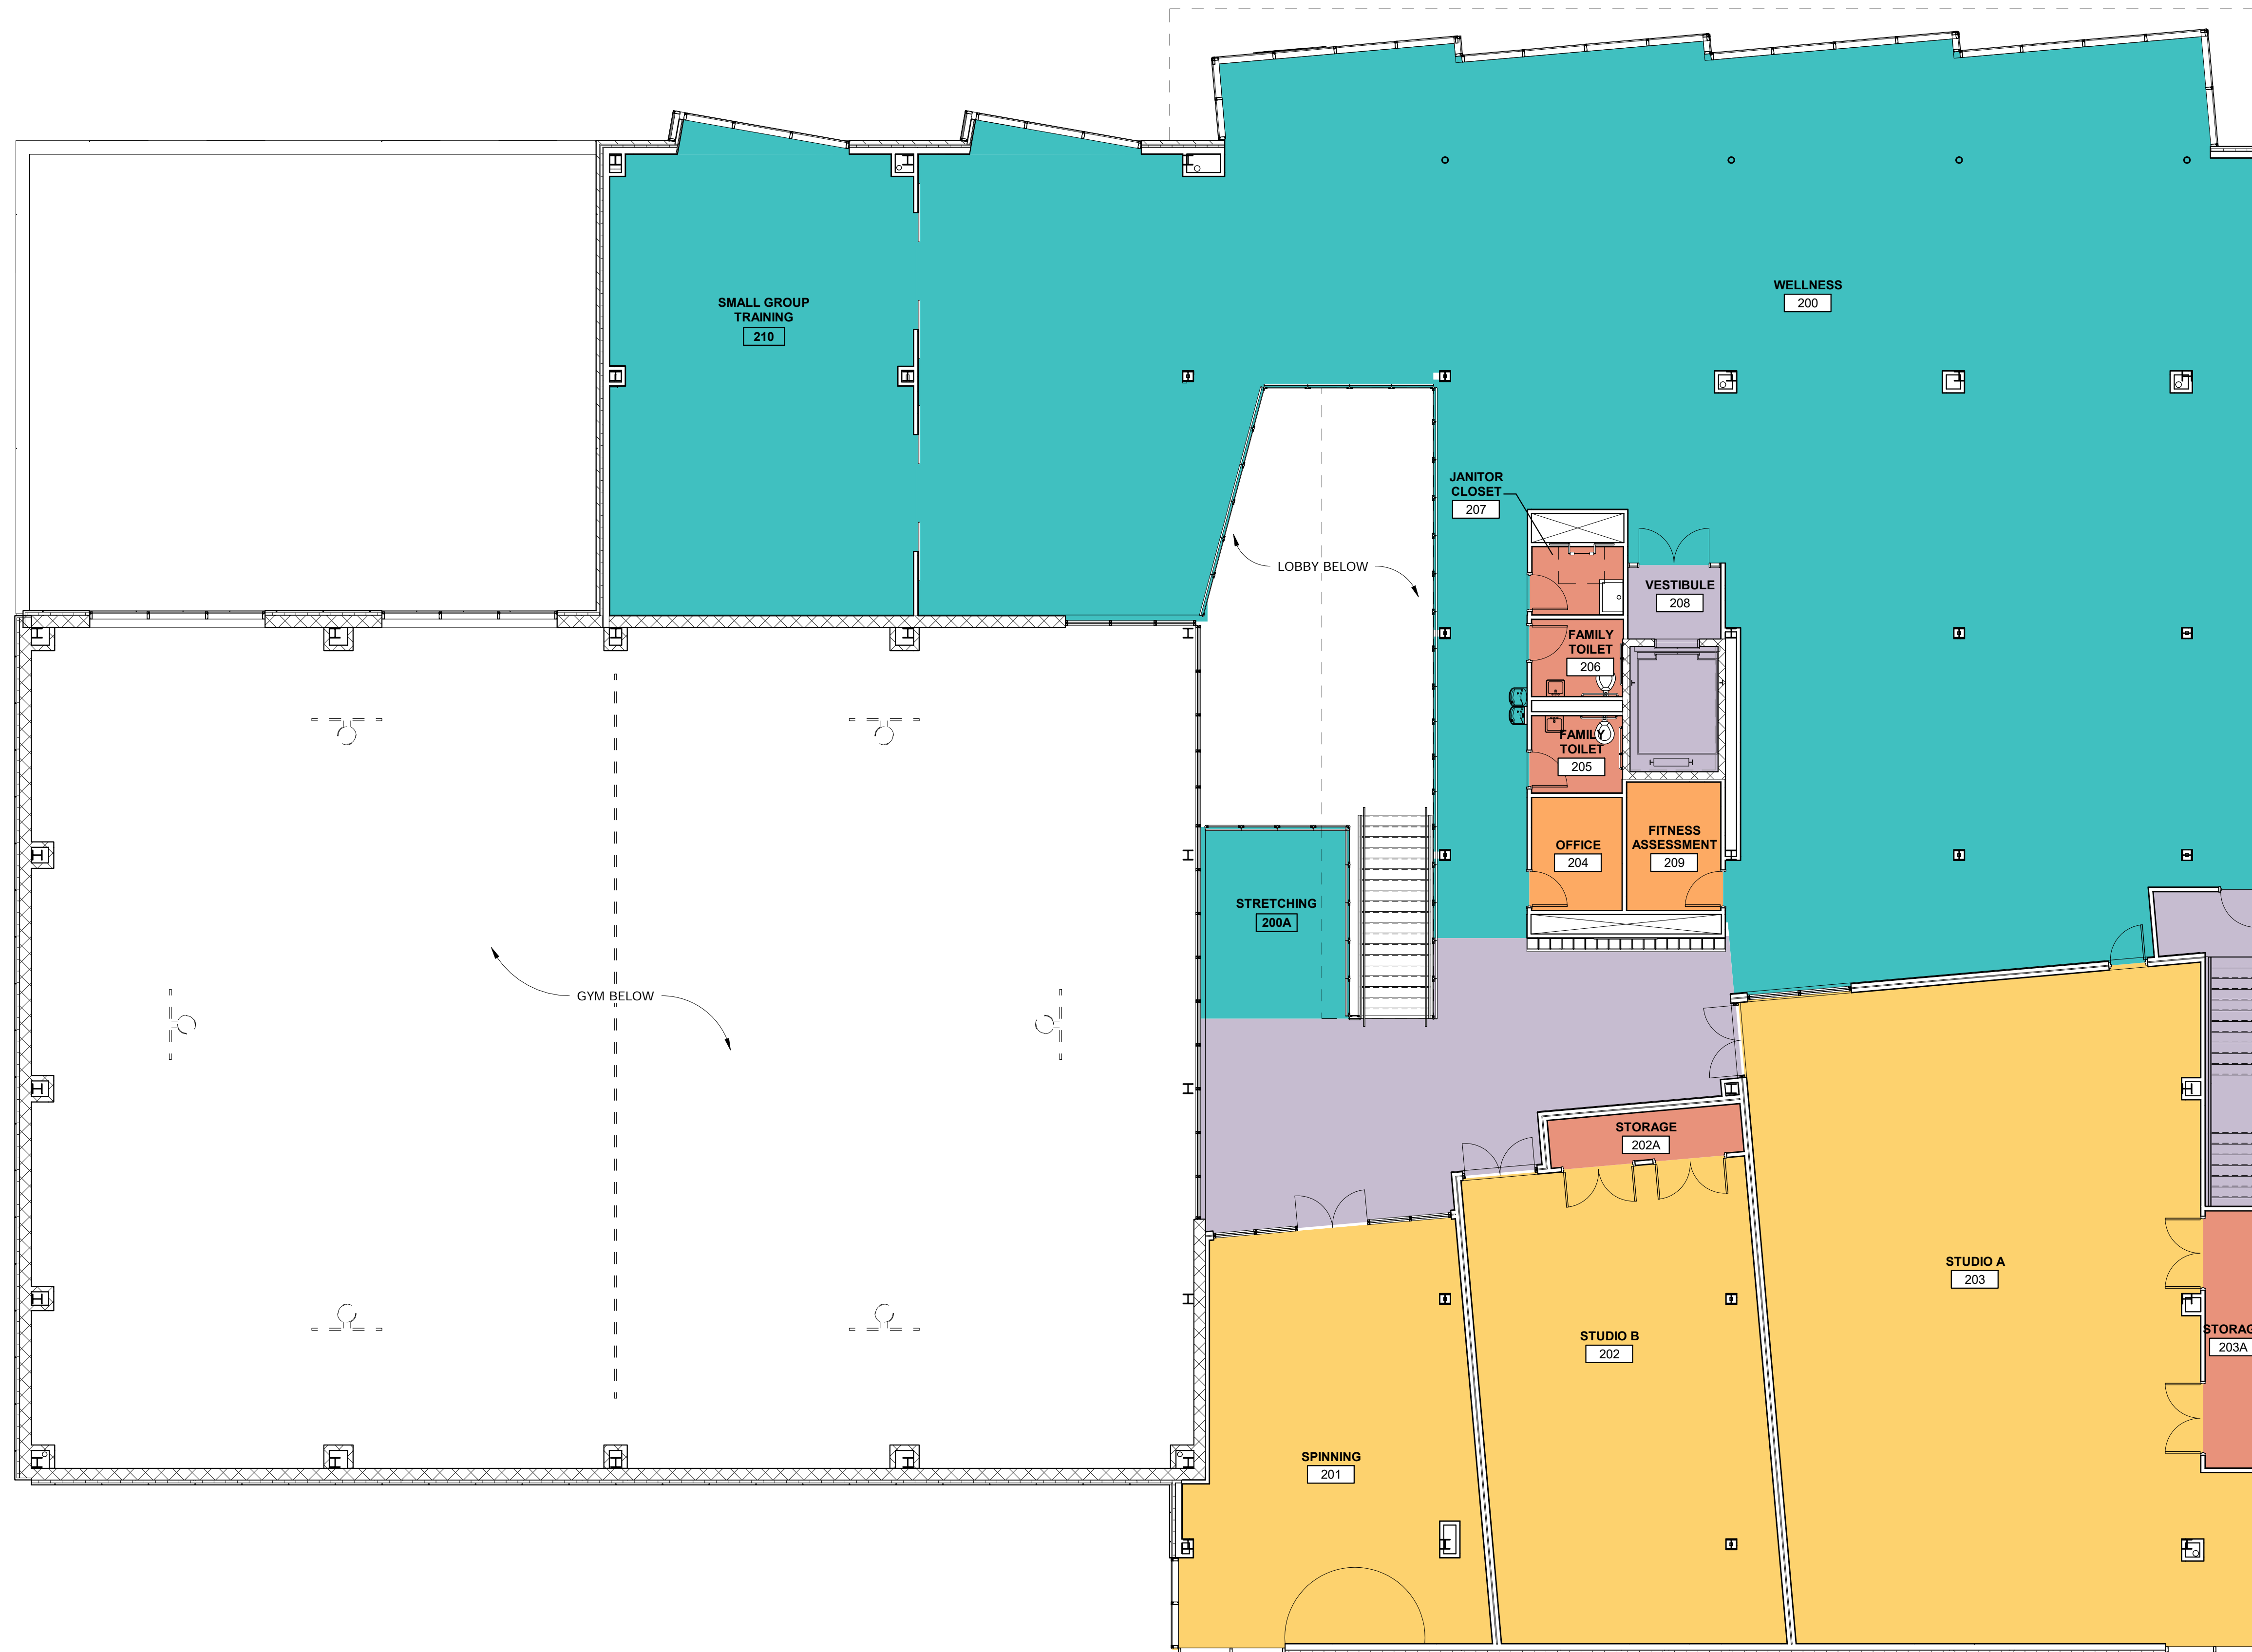 WELLNESS
200
SMALL GROUP
TRAINING
210
JANITOR
CLOSET
207
LOBBY BELOW
VESTIBULE
208
FAMILY
TOILET
206
FAMILY
TOILET
205
OFFICE
204
FITNESS
ASSESSMENT
209
STRETCHING
200A
GYM BELOW
STORAGE
202A
STUDIO A
203
STUDIO B
202
STORAG
203A
SPINNING
201